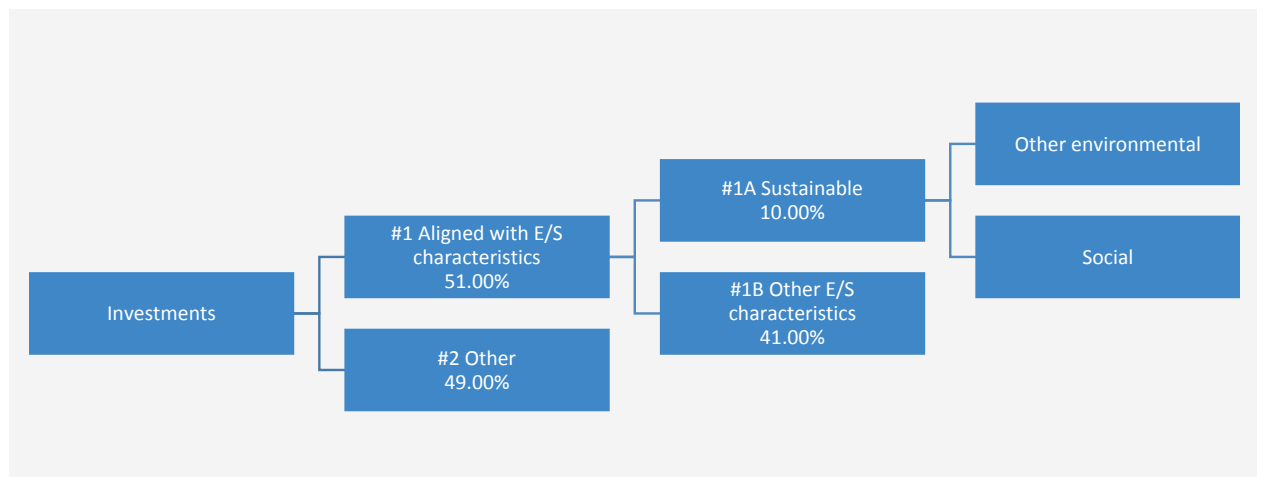 Investments
#1 Aligned with E/S
characteristics
51.00%
#2 Other
49.00%
#1A Sustainable
10.00%
#1B Other E/S
characteristics
41.00%
Other environmental
Social